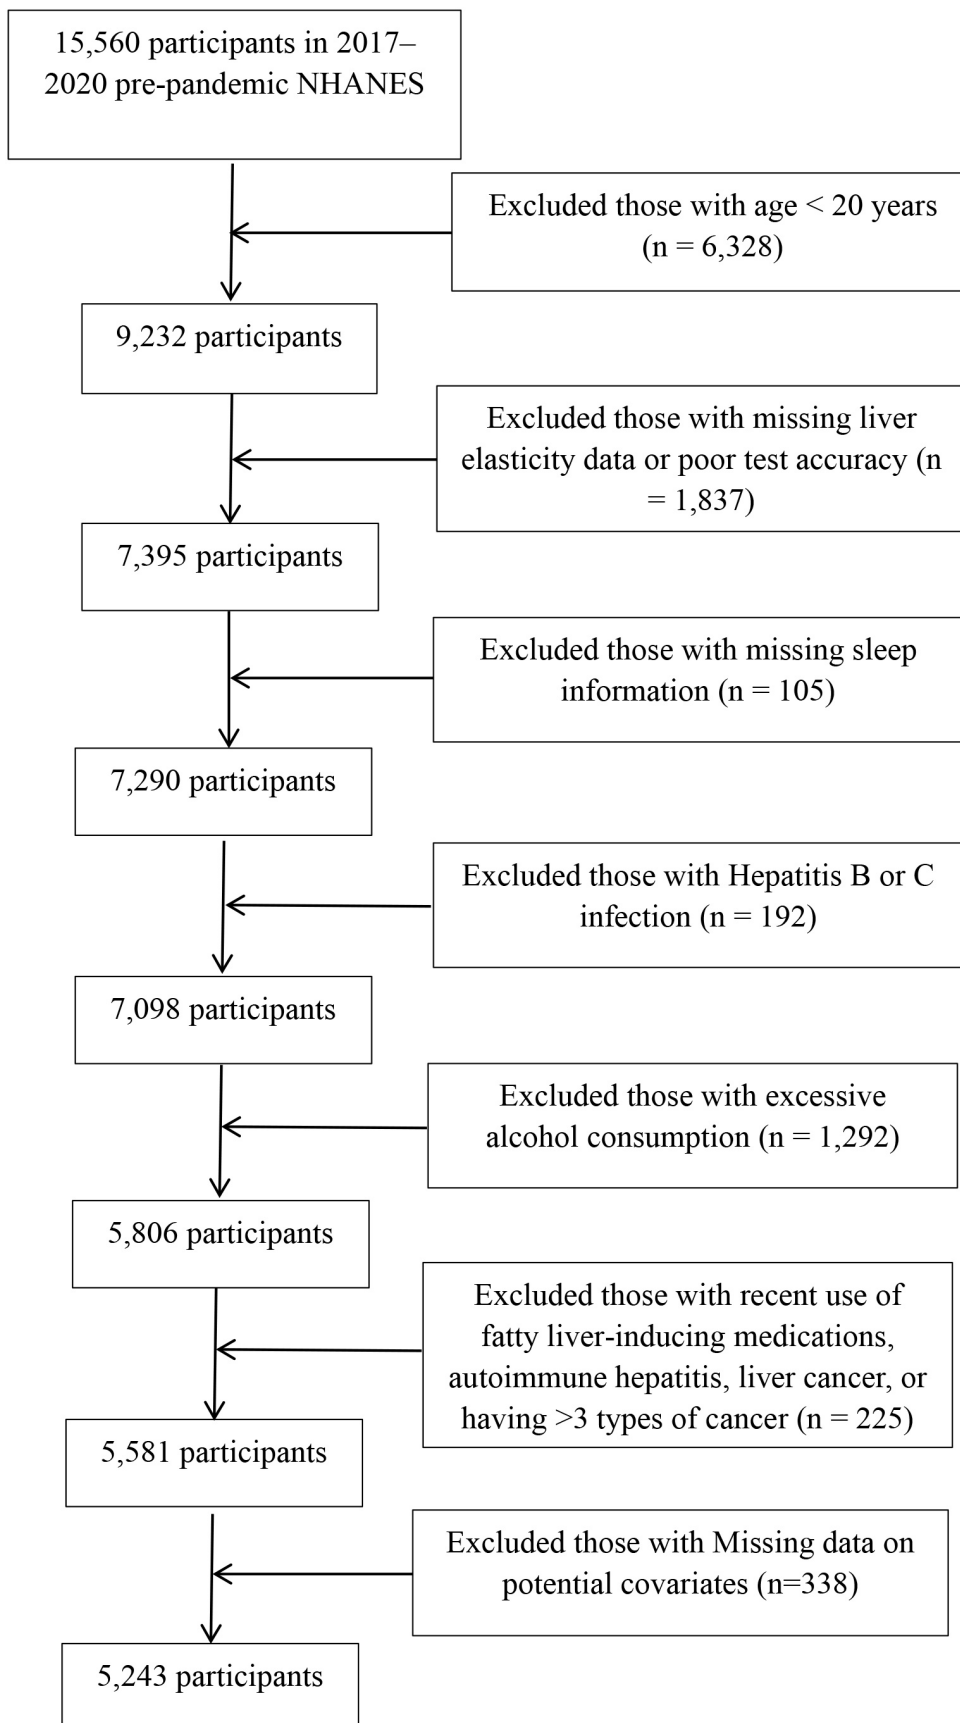 15,560 participants in 2017–
2020 pre-pandemic NHANES
Excluded those with age < 20 years
(n = 6,328)
9,232 participants
Excluded those with missing liver
elasticity data or poor test accuracy (n
= 1,837)
7,395 participants
Excluded those with missing sleep
information (n = 105)
7,290 participants
Excluded those with Hepatitis B or C
infection (n = 192)
7,098 participants
Excluded those with excessive
alcohol consumption (n = 1,292)
5,806 participants
Excluded those with recent use of
fatty liver-inducing medications,
autoimmune hepatitis, liver cancer, or
having >3 types of cancer (n = 225)
5,581 participants
Excluded those with Missing data on
potential covariates (n=338)
5,243 participants